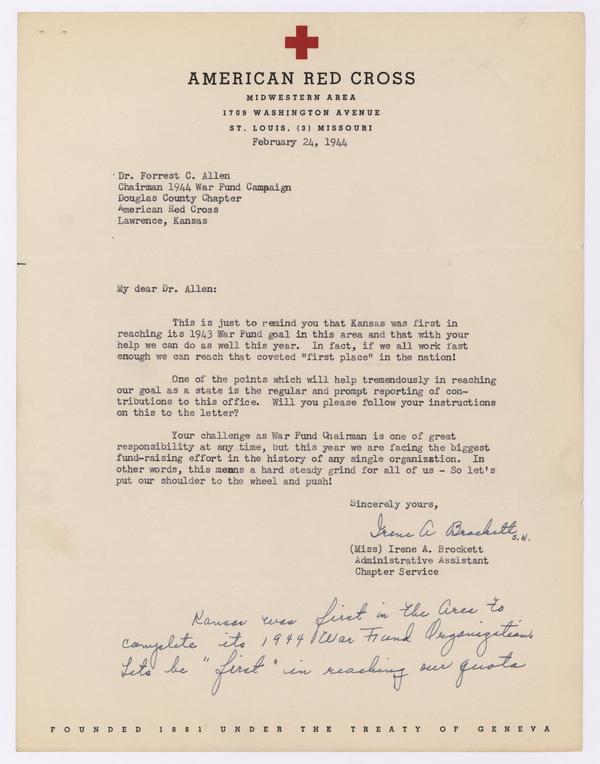 AMERICAN RED CROSS
MIDWESTERN AREA
1709 WASHINGTON AVENUE
ST. LOUIS, (3) MISSOURI
February 24, 1944
Dr. Forrest C. Allen
Chairman 1944 War Fund Campaign
Douglas County Chapter
American Red Cross
Lawrence, Kansas
My dear Dr. Allen:
This is just to remind you that Kansas was first in
reaching its 1943 War Fund goal in this area and that with your
help we can do as well this year. In fact, if we all work fast
enough we can reach that coveted "first place" in the nation!
One of the points which will help tremendously in reaching
our goal as a state is the regular and prompt reporting of con-
tributions to this office. Will you please follow your instructions
on this to the letter?
Your challenge as War Fund Chairman is one of great
responsibility at any time, but this year we are facing the biggest
fund-raising effort in the history of any single organization. In
other words, this means a hard steady grind for all of us - So let's
put our shoulder to the wheel and push!
Sincerely yours,
Irene A Brockett
S.H.
(Miss) Irene A. Brockett
Administrative Assistant
Chapter Service
Kansas was first in the Area to
complete its 1944 War Fund Organization.
Lets be "first" in reaching our quota
FOUNDED 1881 UNDER THE TREATY OF GENEVA